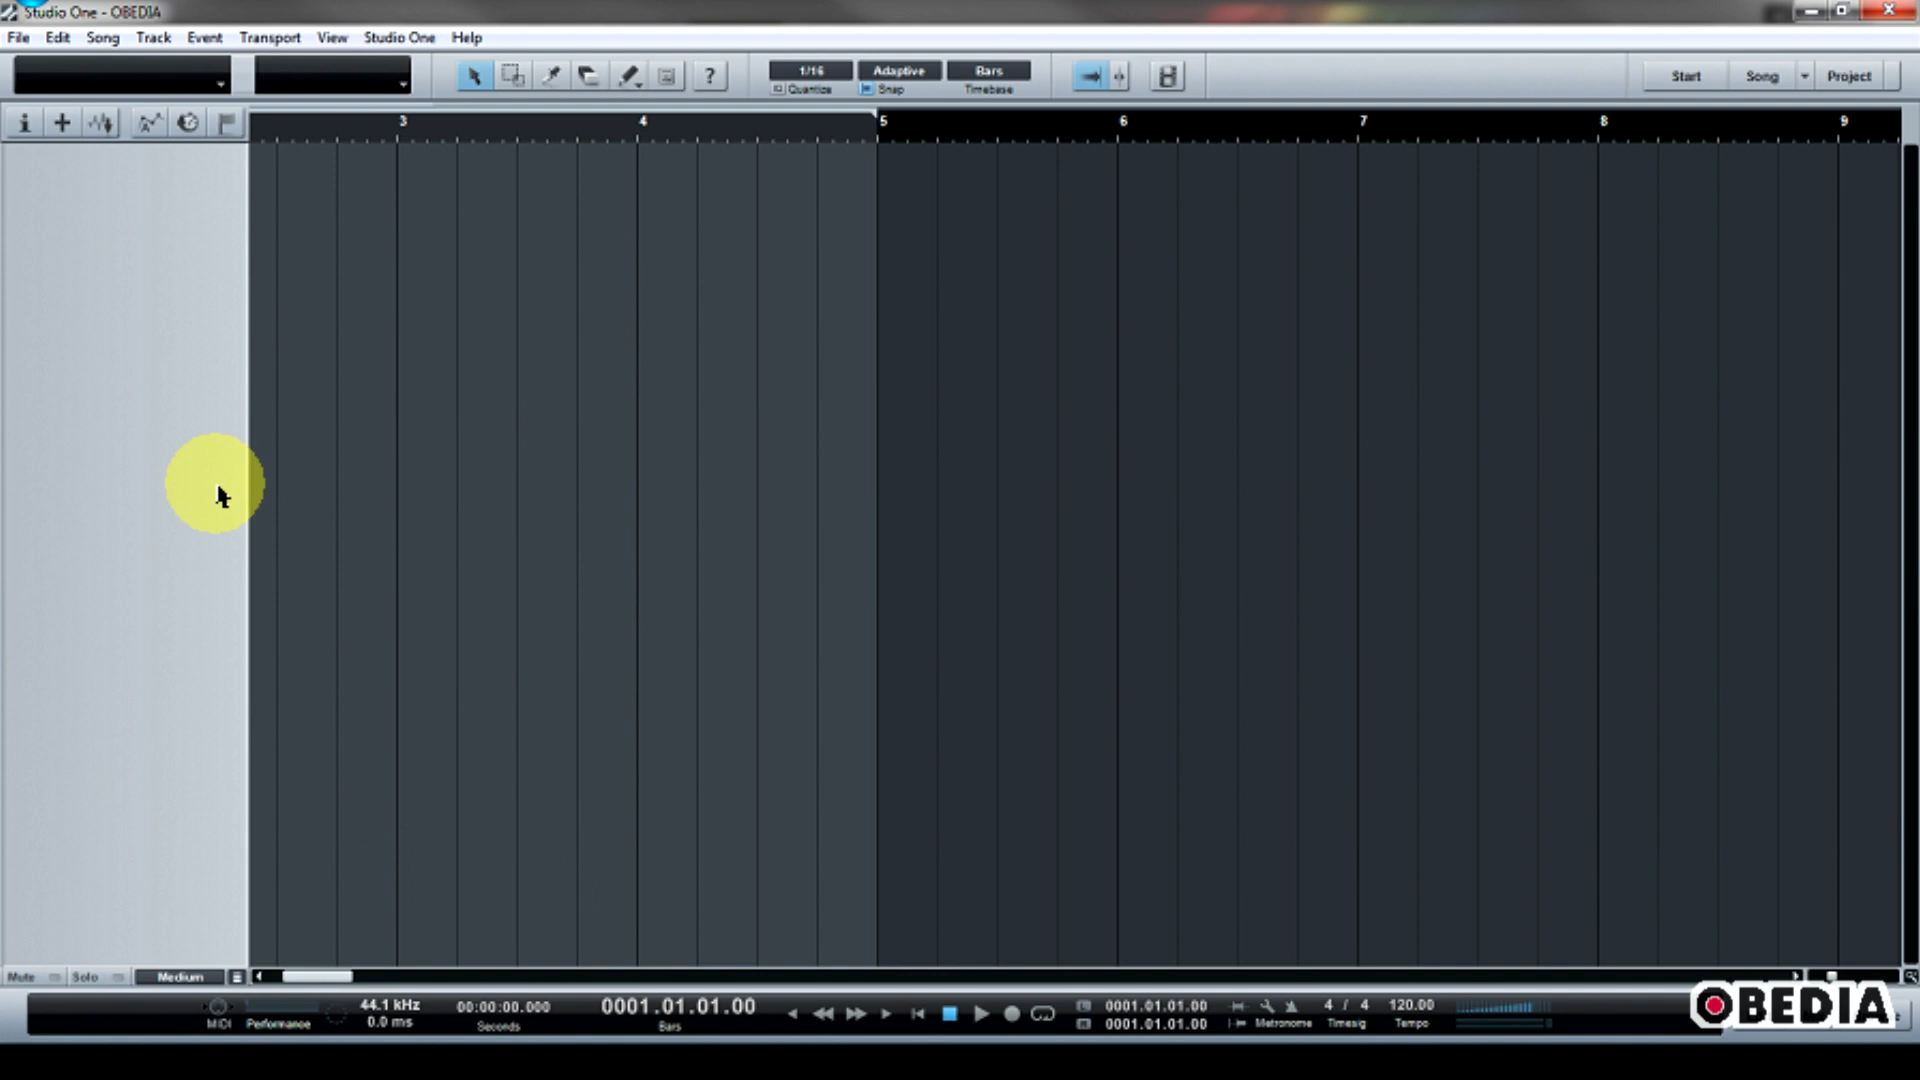 Studio One - OBEDIA
File Edit Song Track Event Transport View Studio One Help
1/16 Adaptive Bars
Quantize Snap Timebase
? Start Song Project
3 4 5 6 7 8 9
Mute Solo Medium
44.1 kHz 00:00:00.000 0001.01.01.00 0001.01.01.00 4 / 4 120.00
MIDI Performance 0.0 ms Seconds Bars 0001.01.01.00 Metronome Timesig Tempo
OBEDIA